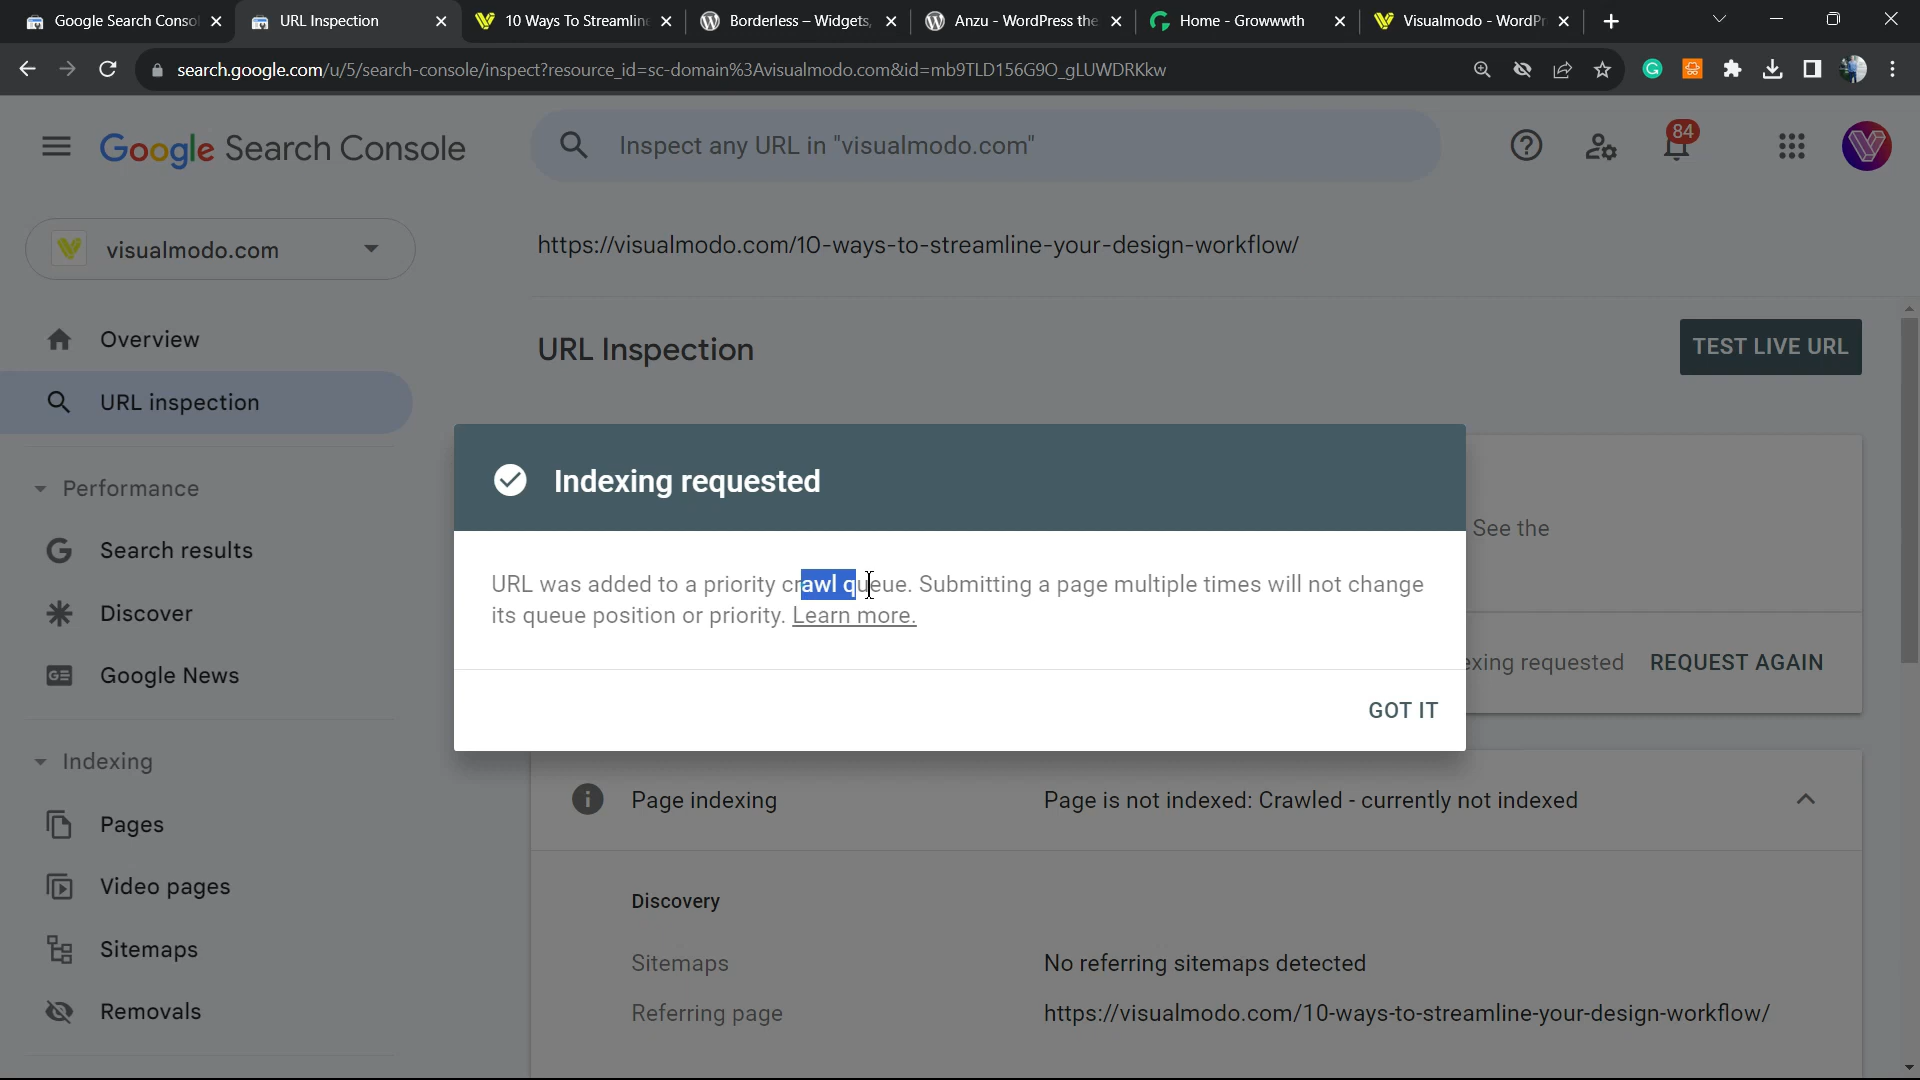 Google Search Consol
URL Inspection
10 Ways To Streamline
Borderless – Widgets,
Anzu - WordPress the
Home - Growwwth
Visualmodo - WordPr
search.google.com/u/5/search-console/inspect?resource_id=sc-domain%3Avisualmodo.com&id=mb9TLD156G9O_gLUWDRKkw
Google Search Console
Inspect any URL in "visualmodo.com"
84
visualmodo.com
https://visualmodo.com/10-ways-to-streamline-your-design-workflow/
Overview
URL Inspection
TEST LIVE URL
URL inspection
Indexing requested
Performance
See the
Search results
URL was added to a priority crawl queue. Submitting a page multiple times will not change
its queue position or priority. Learn more.
Discover
exing requested
REQUEST AGAIN
Google News
GOT IT
Indexing
Page indexing
Page is not indexed: Crawled - currently not indexed
Pages
Video pages
Discovery
Sitemaps
Sitemaps
No referring sitemaps detected
Removals
Referring page
https://visualmodo.com/10-ways-to-streamline-your-design-workflow/